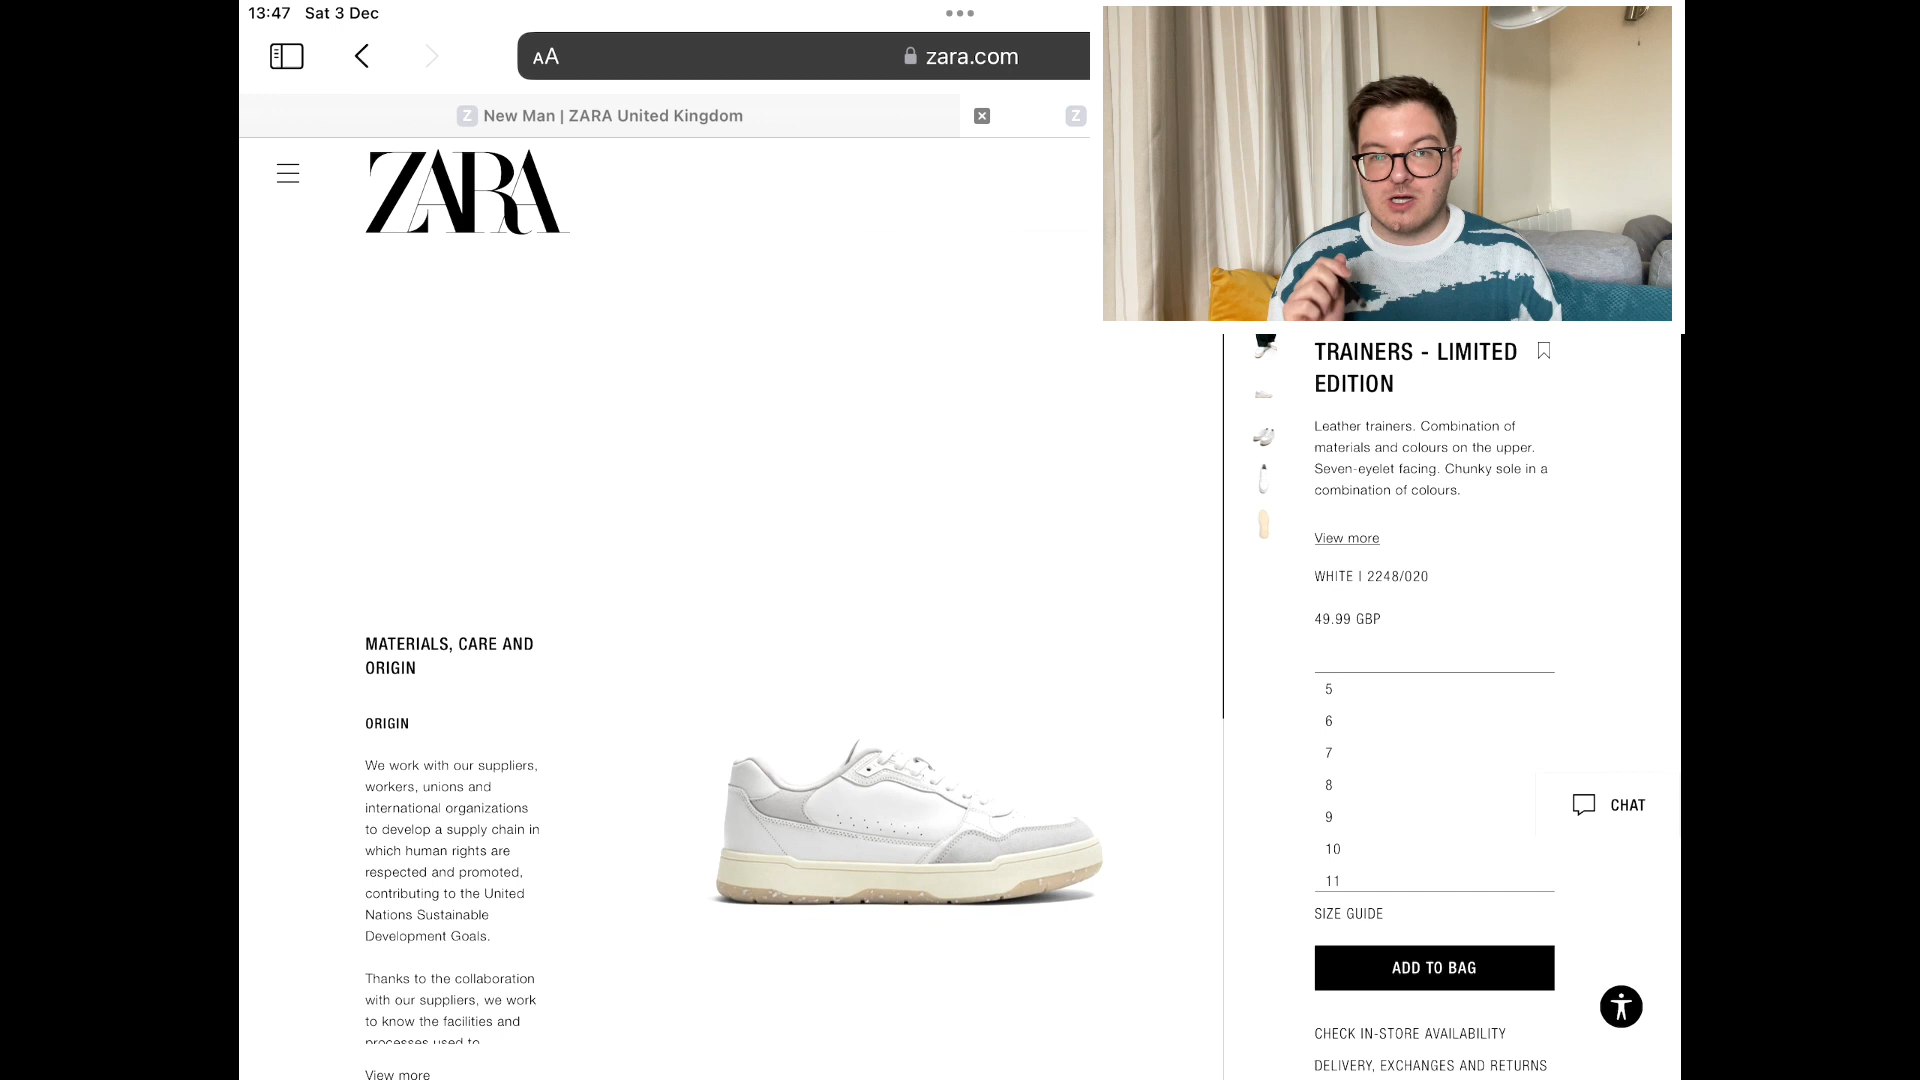 13:47 Sat 3 Dec
AA
zara.com
Z New Man | ZARA United Kingdom
Z
ZARA
TRAINERS - LIMITED
EDITION
Leather trainers. Combination of
materials and colours on the upper.
Seven-eyelet facing. Chunky sole in a
combination of colours.
View more
WHITE | 2248/020
49.99 GBP
5
6
7
8
9
10
11
SIZE GUIDE
ADD TO BAG
CHECK IN-STORE AVAILABILITY
DELIVERY, EXCHANGES AND RETURNS
CHAT
MATERIALS, CARE AND
ORIGIN
ORIGIN
We work with our suppliers,
workers, unions and
international organizations
to develop a supply chain in
which human rights are
respected and promoted,
contributing to the United
Nations Sustainable
Development Goals.
Thanks to the collaboration
with our suppliers, we work
to know the facilities and
processes used to
View more